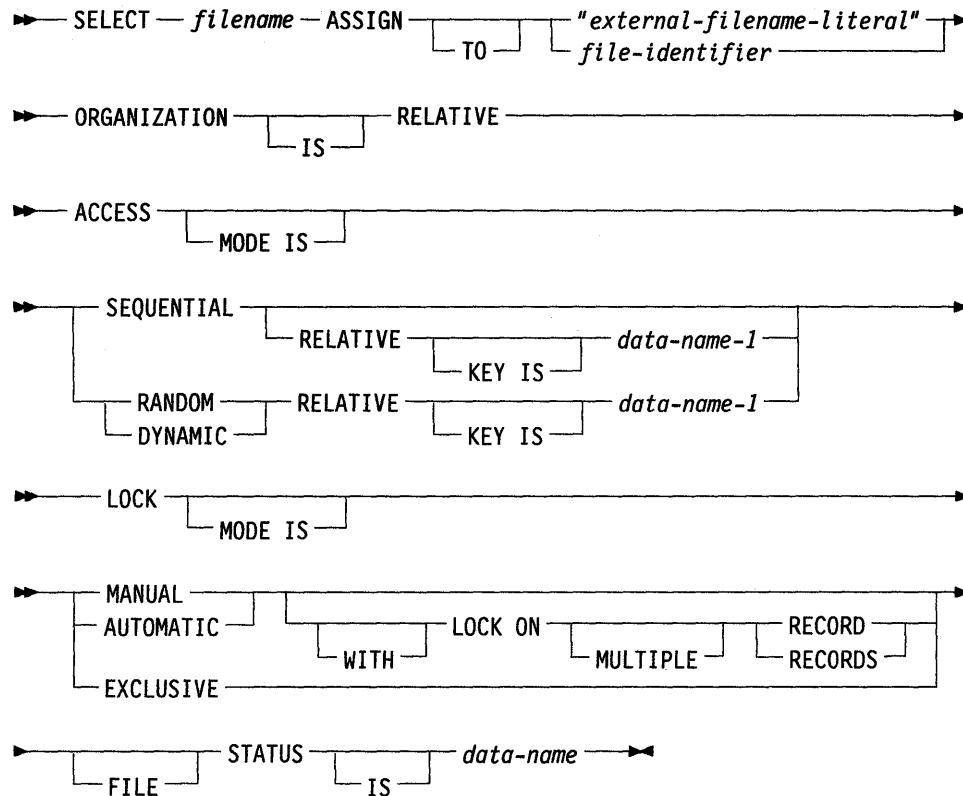 SELECT filename ASSIGN "external-filename-literal"
TO file-identifier
ORGANIZATION RELATIVE
IS
ACCESS
MODE IS
SEQUENTIAL
RELATIVE data-name-1
KEY IS
RANDOM RELATIVE data-name-1
DYNAMIC KEY IS
LOCK
MODE IS
MANUAL
AUTOMATIC LOCK ON RECORD
WITH MULTIPLE RECORDS
EXCLUSIVE
STATUS data-name
FILE IS